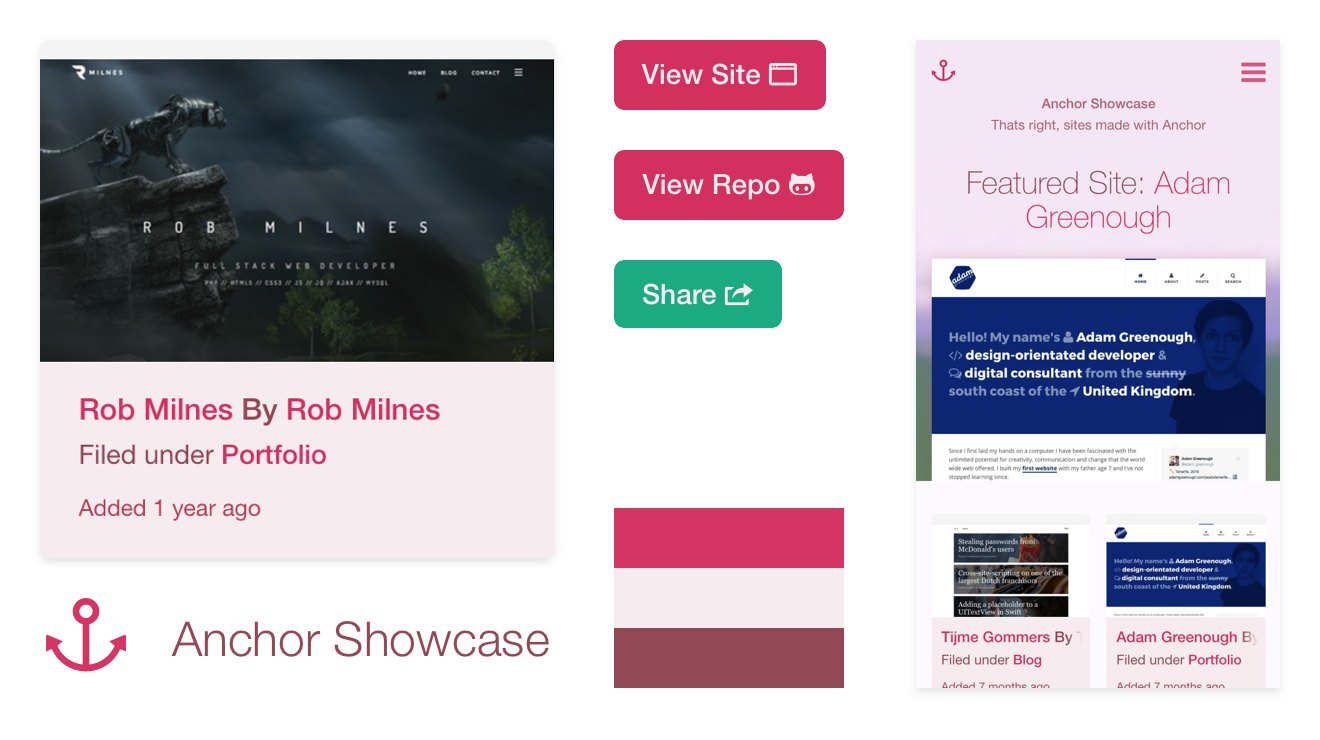 MILNES
HOME BLOG CONTACT
ROB MILNES
FULL STACK WEB DEVELOPER
PHP // HTML5 // CSS3 // JS // JQ // AJAX // MYSQL
Rob Milnes By Rob Milnes
Filed under Portfolio
Added 1 year ago
Anchor Showcase
View Site
View Repo
Share
Anchor Showcase
Thats right, sites made with Anchor
Featured Site: Adam
Greenough
adam
HOME ABOUT POSTS SEARCH
Hello! My name's Adam Greenough,
</> design-orientated developer &
digital consultant from the sunny
south coast of the United Kingdom.
Since I first laid my hands on a computer I have been fascinated with the
unlimited potential for creativity, communication and change that the world
wide web offered. I built my first website with my father age 7 and I've not
stopped learning since.
Adam Greenough
@adam_greenough
Tenerife, 2016
adamgreenough.com/posts/tenerife...
Stealing passwords from
McDonald's users
Cross-site-scripting on one of the
largest Dutch franchisors
Adding a placeholder to a
UITextView in Swift
Tijme Gommers By T
Filed under Blog
Added 7 months ago
Hello! My name's Adam Greenough,
</> design-orientated developer &
digital consultant from the sunny
south coast of the United Kingdom.
Adam Greenough By
Filed under Portfolio
Added 7 months ago